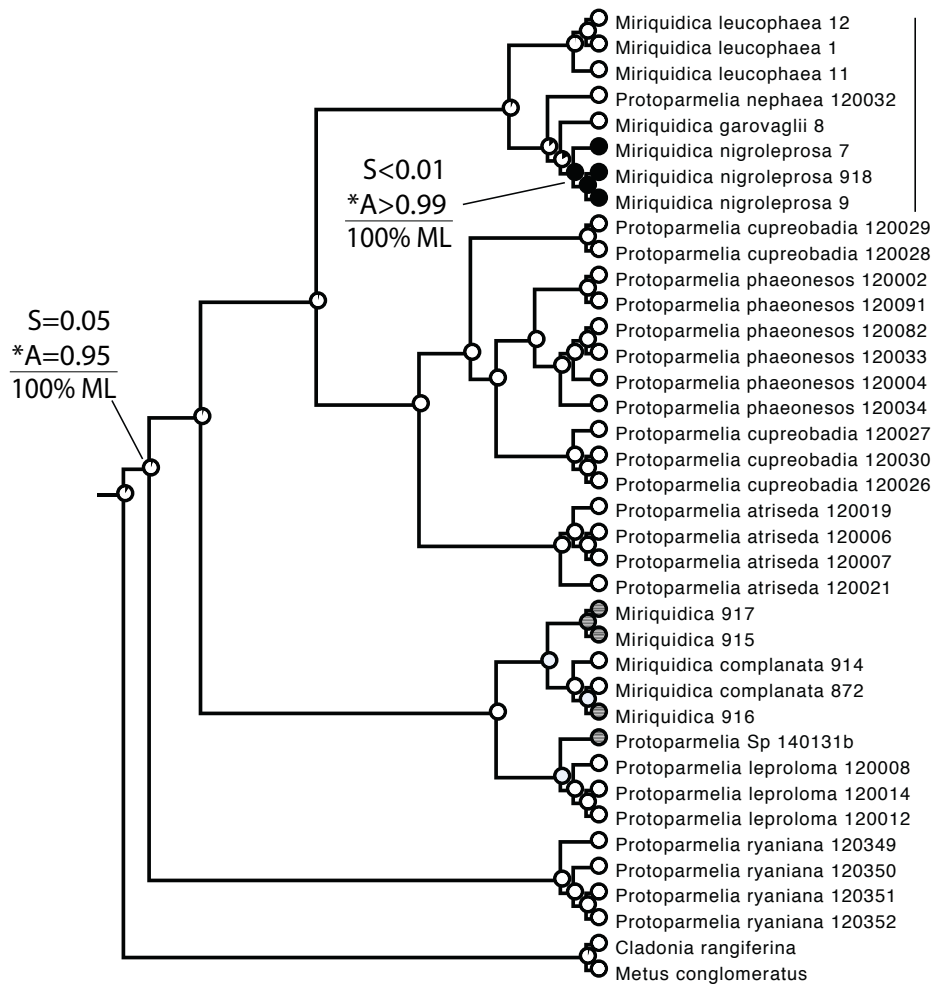 Miriquidica leucophaea 12
Miriquidica leucophaea 1
Miriquidica leucophaea 11
Protoparmelia nephaea 120032
Miriquidica garovaglii 8
Miriquidica nigroleprosa 7
Miriquidica nigroleprosa 918
Miriquidica nigroleprosa 9
S<0.01
*A>0.99
100% ML
Protoparmelia cupreobadia 120029
Protoparmelia cupreobadia 120028
Protoparmelia phaeonesos 120002
Protoparmelia phaeonesos 120091
Protoparmelia phaeonesos 120082
Protoparmelia phaeonesos 120033
Protoparmelia phaeonesos 120004
Protoparmelia phaeonesos 120034
S=0.05
*A=0.95
100% ML
Protoparmelia cupreobadia 120027
Protoparmelia cupreobadia 120030
Protoparmelia cupreobadia 120026
Protoparmelia atriseda 120019
Protoparmelia atriseda 120006
Protoparmelia atriseda 120007
Protoparmelia atriseda 120021
Miriquidica 917
Miriquidica 915
Miriquidica complanata 914
Miriquidica complanata 872
Miriquidica 916
Protoparmelia Sp 140131b
Protoparmelia leproloma 120008
Protoparmelia leproloma 120014
Protoparmelia leproloma 120012
Protoparmelia ryaniana 120349
Protoparmelia ryaniana 120350
Protoparmelia ryaniana 120351
Protoparmelia ryaniana 120352
Cladonia rangiferina
Metus conglomeratus